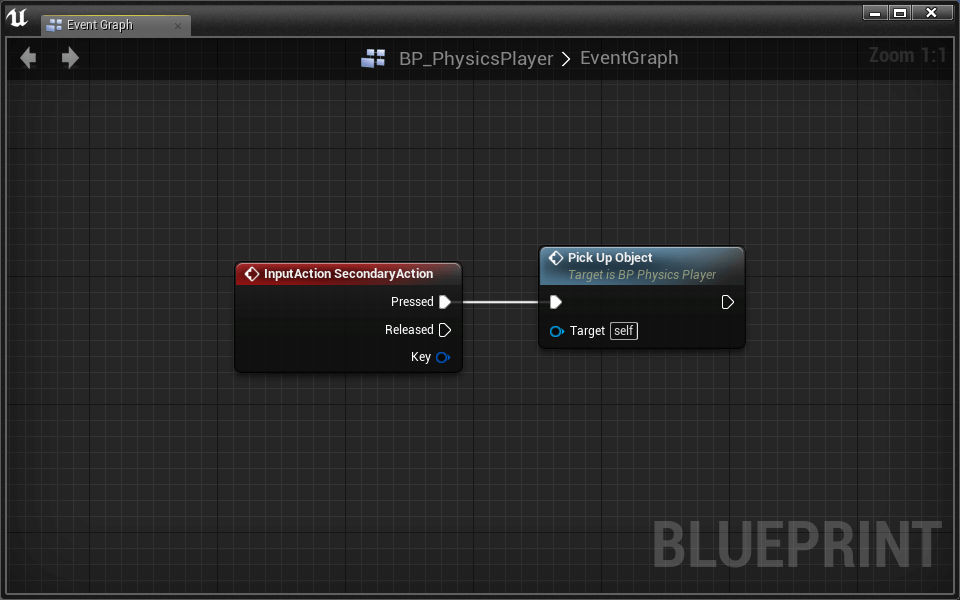 Event Graph
BP_PhysicsPlayer > EventGraph
Zoom 1:1
InputAction SecondaryAction
Pressed
Released
Key
Pick Up Object
Target is BP Physics Player
Target self
BLUEPRINT